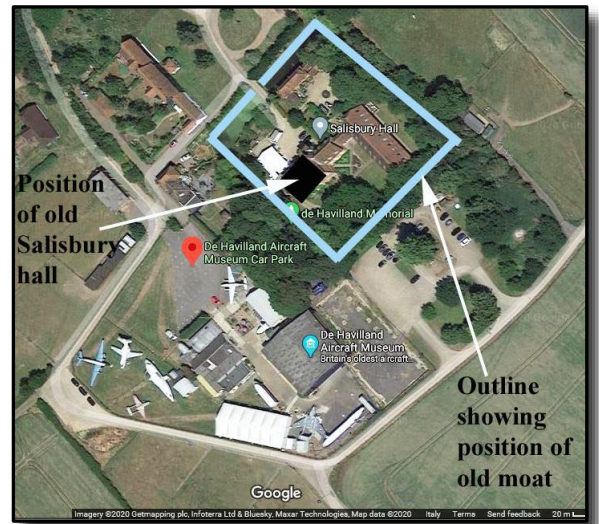 Salisbury Hall
Position
of old
Salisbury
hall
de Havilland Memorial
De Havilland Aircraft
Museum Car Park
De Havilland
Aircraft Museum
Britain's oldest aircraft...
Outline
showing
position of
old moat
Google
Imagery ©2020 Getmapping plc, Infoterra Ltd & Bluesky, Maxar Technologies, Map data ©2020 Italy Terms Send feedback 20 m